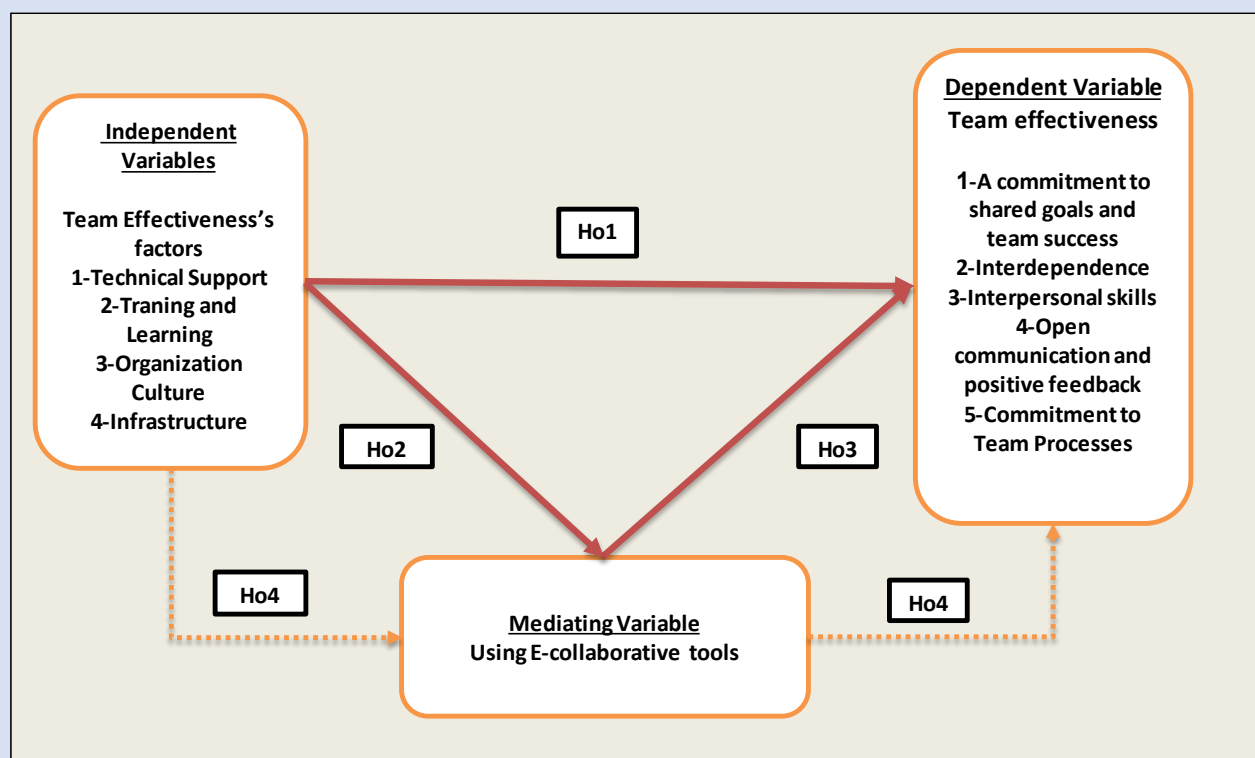 Independent
Variables
Team Effectiveness's
factors
1-Technical Support
2-Traning and
Learning
3-Organization
Culture
4-Infrastructure
Ho1
Ho2
Ho3
Ho4
Mediating Variable
Using E-collaborative tools
Ho4
Dependent Variable
Team effectiveness
1-A commitment to
shared goals and
team success
2-Interdependence
3-Interpersonal skills
4-Open
communication and
positive feedback
5-Commitment to
Team Processes